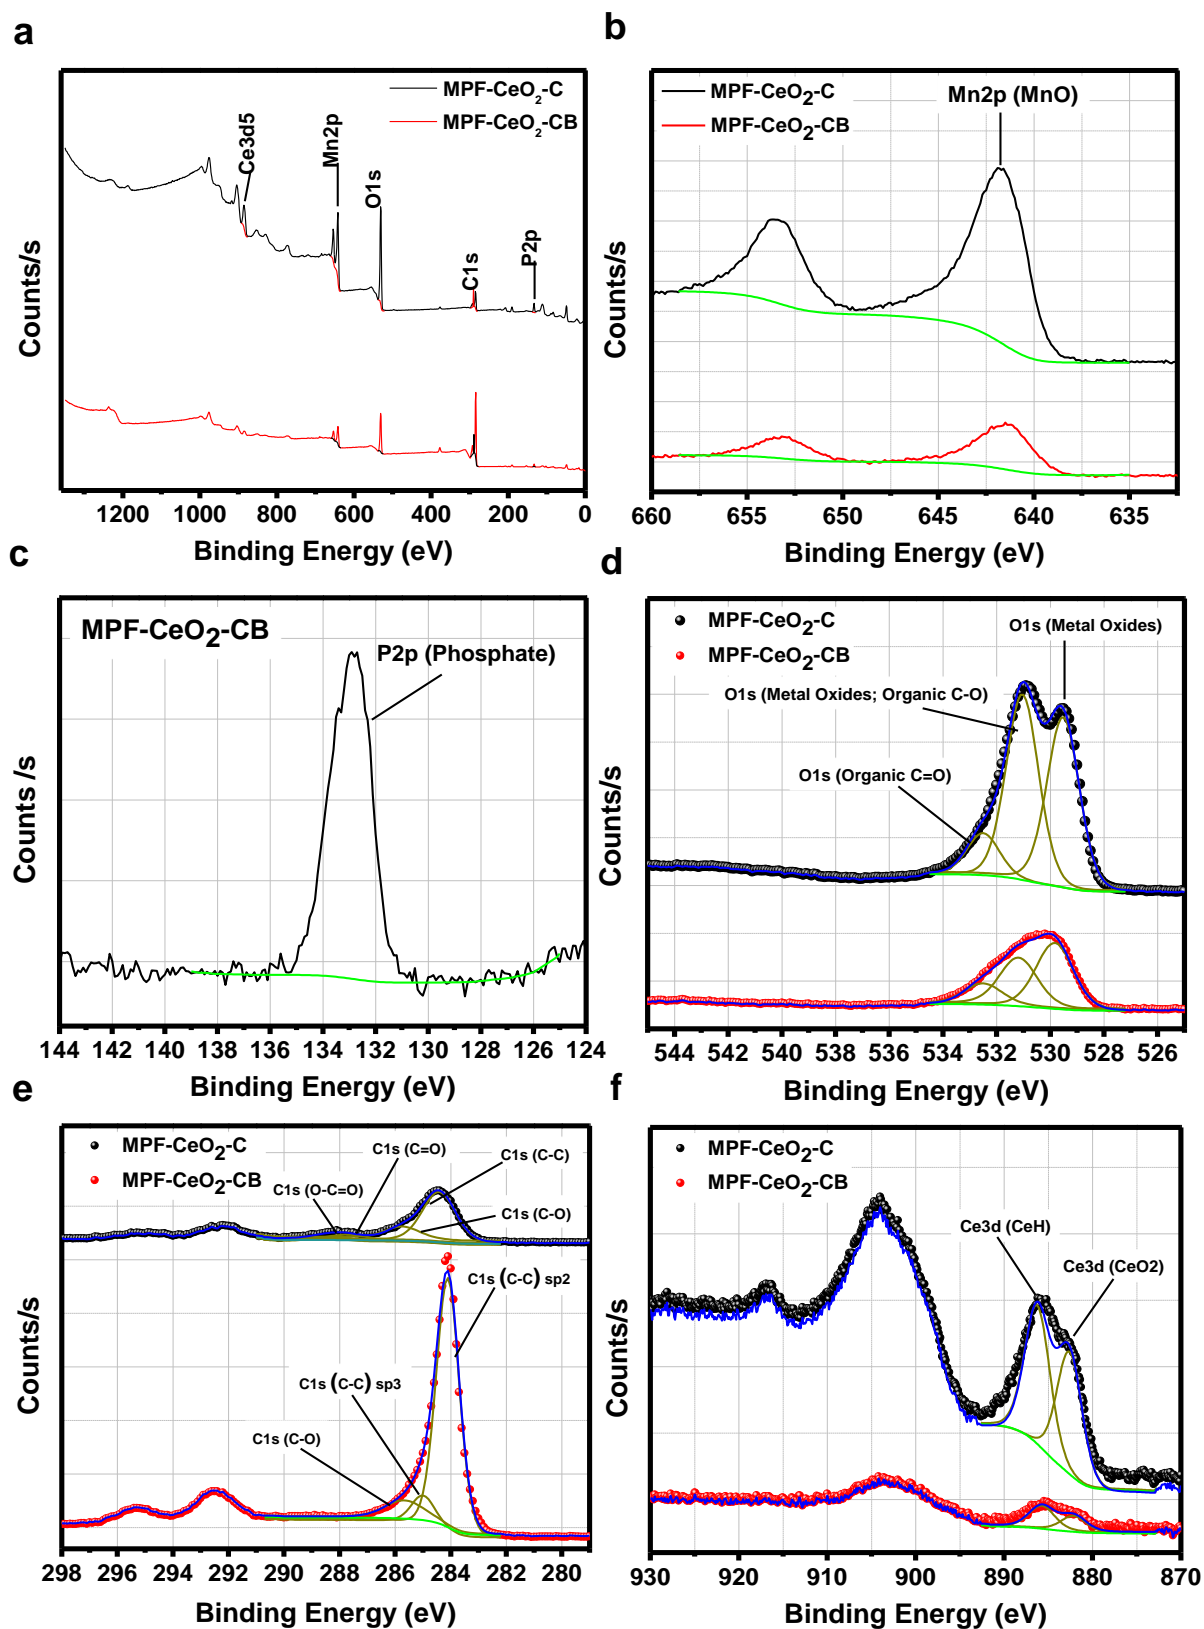 a
MPF-CeO2-C
MPF-CeO2-CB
Ce3d5
Mn2p
O1s
C1s
P2p
Counts/s
1200 1000 800 600 400 200 0
Binding Energy (eV)
b
MPF-CeO2-C
MPF-CeO2-CB
Mn2p (MnO)
Counts/s
660 655 650 645 640 635
Binding Energy (eV)
c
MPF-CeO2-CB
P2p (Phosphate)
Counts /s
144 142 140 138 136 134 132 130 128 126 124
Binding Energy (eV)
d
MPF-CeO2-C
MPF-CeO2-CB
O1s (Metal Oxides)
O1s (Metal Oxides; Organic C-O)
O1s (Organic C=O)
Counts/s
544 542 540 538 536 534 532 530 528 526
Binding Energy (eV)
e
MPF-CeO2-C
MPF-CeO2-CB
C1s (C=O)
C1s (C-C)
C1s (O-C=O)
C1s (C-O)
C1s (C-C) sp2
C1s (C-C) sp3
C1s (C-O)
Counts/s
298 296 294 292 290 288 286 284 282 280
Binding Energy (eV)
f
MPF-CeO2-C
MPF-CeO2-CB
Ce3d (CeH)
Ce3d (CeO2)
Counts/s
930 920 910 900 890 880 870
Binding Energy (eV)